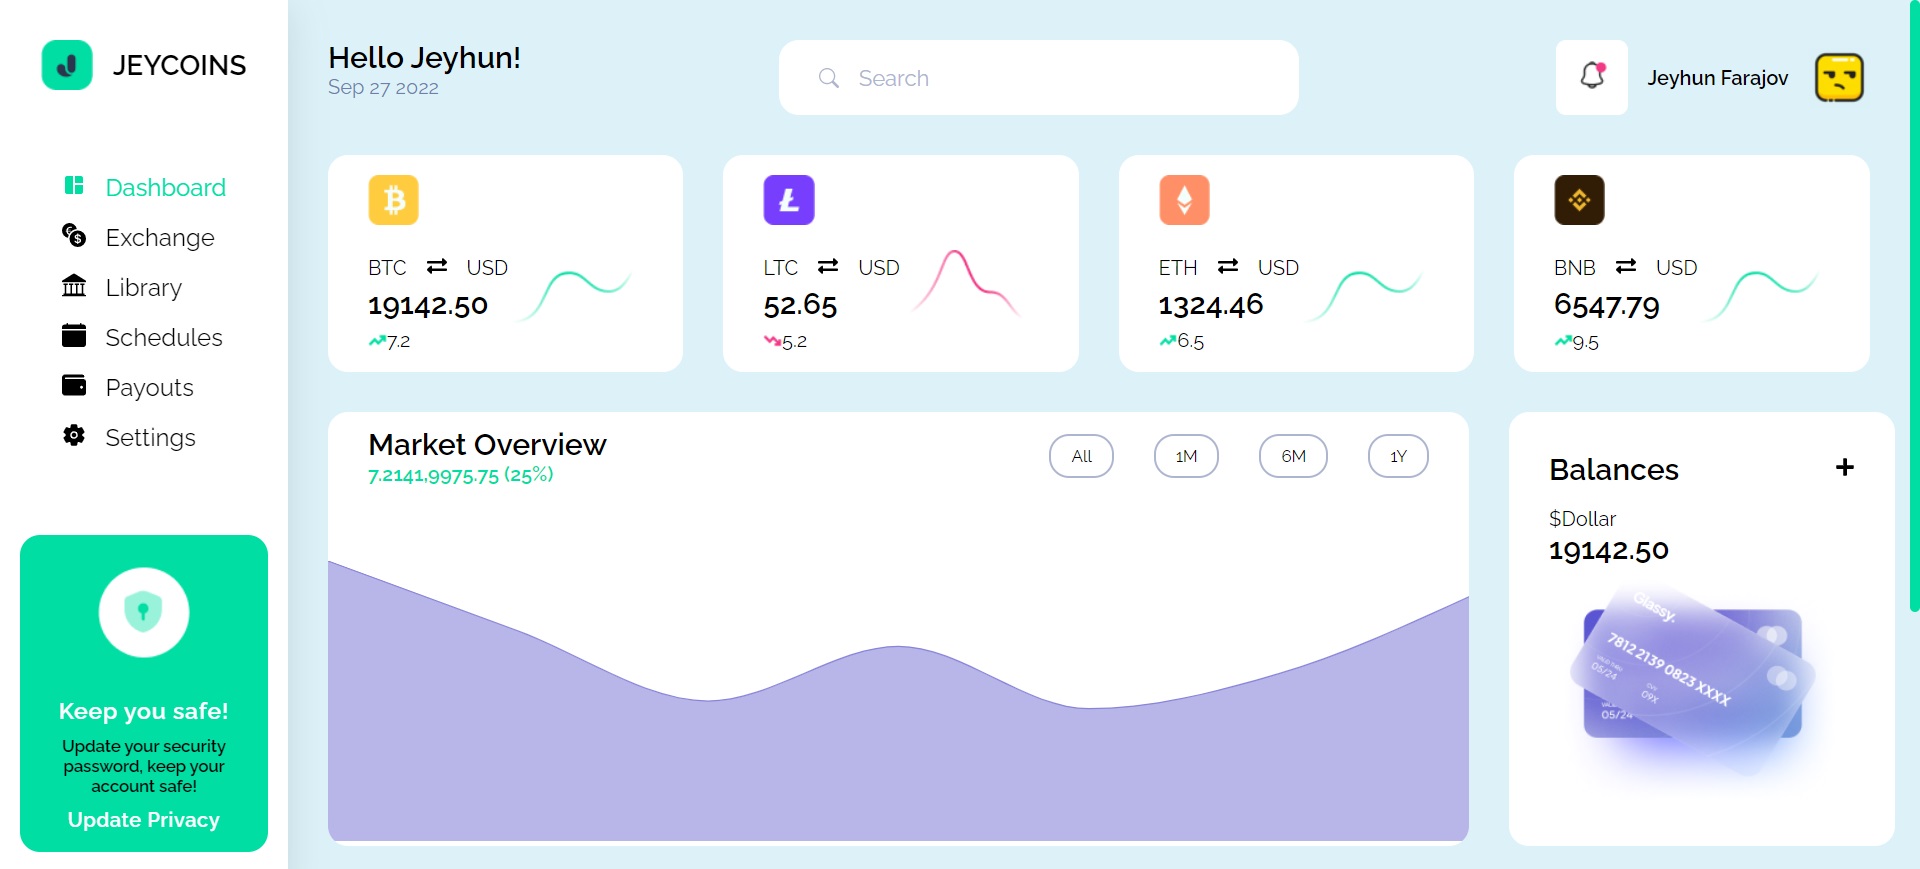 JEYCOINS
Dashboard
Exchange
Library
Schedules
Payouts
Settings
Keep you safe!
Update your security
password, keep your
account safe!
Update Privacy
Hello Jeyhun!
Sep 27 2022
Search
Jeyhun Farajov
BTC USD
19142.50
7.2
LTC USD
52.65
5.2
ETH USD
1324.46
6.5
BNB USD
6547.79
9.5
Market Overview
7.2141,9975.75 (25%)
All
1M
6M
1Y
Balances
$Dollar
19142.50
Glassy.
7812 2139 0823 XXXX
05/24
09X
05/24